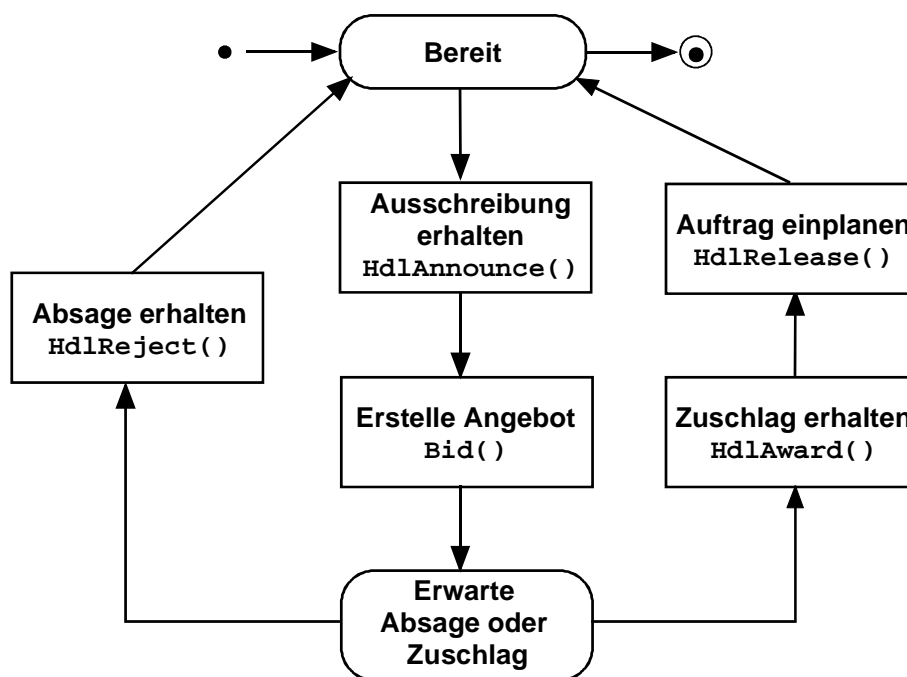 Bereit
Ausschreibung
erhalten
HdlAnnounce()
Auftrag einplanen
HdlRelease()
Absage erhalten
HdlReject()
Erstelle Angebot
Bid()
Zuschlag erhalten
HdlAward()
Erwarte
Absage oder
Zuschlag